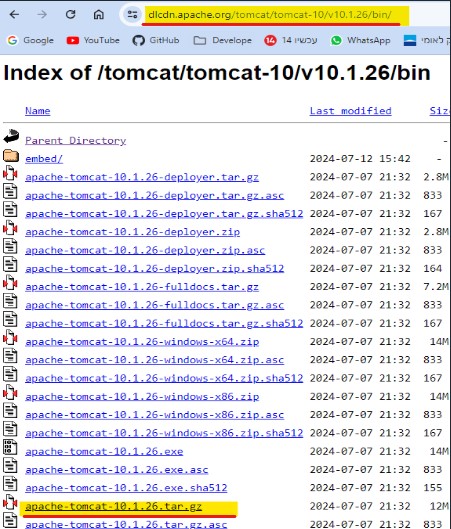 dlcdn.apache.org/tomcat/tomcat-10/v10.1.26/bin/
Google YouTube GitHub Develope 14 עכשיו 14 WhatsApp ק לאומי
Index of /tomcat/tomcat-10/v10.1.26/bin
Name Last modified Size
Parent Directory -
embed/ 2024-07-12 15:42 -
apache-tomcat-10.1.26-deployer.tar.gz 2024-07-07 21:32 2.8M
apache-tomcat-10.1.26-deployer.tar.gz.asc 2024-07-07 21:32 833
apache-tomcat-10.1.26-deployer.tar.gz.sha512 2024-07-07 21:32 167
apache-tomcat-10.1.26-deployer.zip 2024-07-07 21:32 2.8M
apache-tomcat-10.1.26-deployer.zip.asc 2024-07-07 21:32 833
apache-tomcat-10.1.26-deployer.zip.sha512 2024-07-07 21:32 164
apache-tomcat-10.1.26-fulldocs.tar.gz 2024-07-07 21:32 7.2M
apache-tomcat-10.1.26-fulldocs.tar.gz.asc 2024-07-07 21:32 833
apache-tomcat-10.1.26-fulldocs.tar.gz.sha512 2024-07-07 21:32 167
apache-tomcat-10.1.26-windows-x64.zip 2024-07-07 21:32 14M
apache-tomcat-10.1.26-windows-x64.zip.asc 2024-07-07 21:32 833
apache-tomcat-10.1.26-windows-x64.zip.sha512 2024-07-07 21:32 167
apache-tomcat-10.1.26-windows-x86.zip 2024-07-07 21:32 14M
apache-tomcat-10.1.26-windows-x86.zip.asc 2024-07-07 21:32 833
apache-tomcat-10.1.26-windows-x86.zip.sha512 2024-07-07 21:32 167
apache-tomcat-10.1.26.exe 2024-07-07 21:32 14M
apache-tomcat-10.1.26.exe.asc 2024-07-07 21:32 833
apache-tomcat-10.1.26.exe.sha512 2024-07-07 21:32 155
apache-tomcat-10.1.26.tar.gz 2024-07-07 21:32 12M
apache-tomcat-10.1.26.tar.gz.asc 2024-07-07 21:32 833